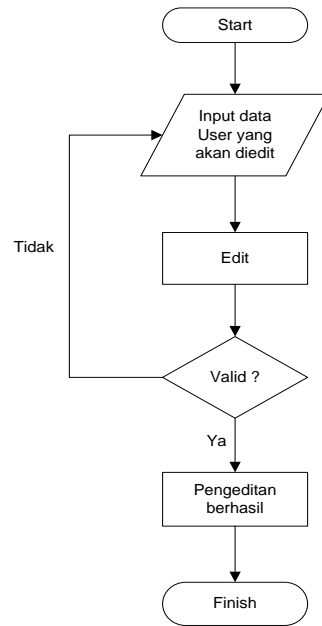 Start
Input data
User yang
akan diedit
Tidak
Edit
Valid ?
Ya
Pengeditan
berhasil
Finish